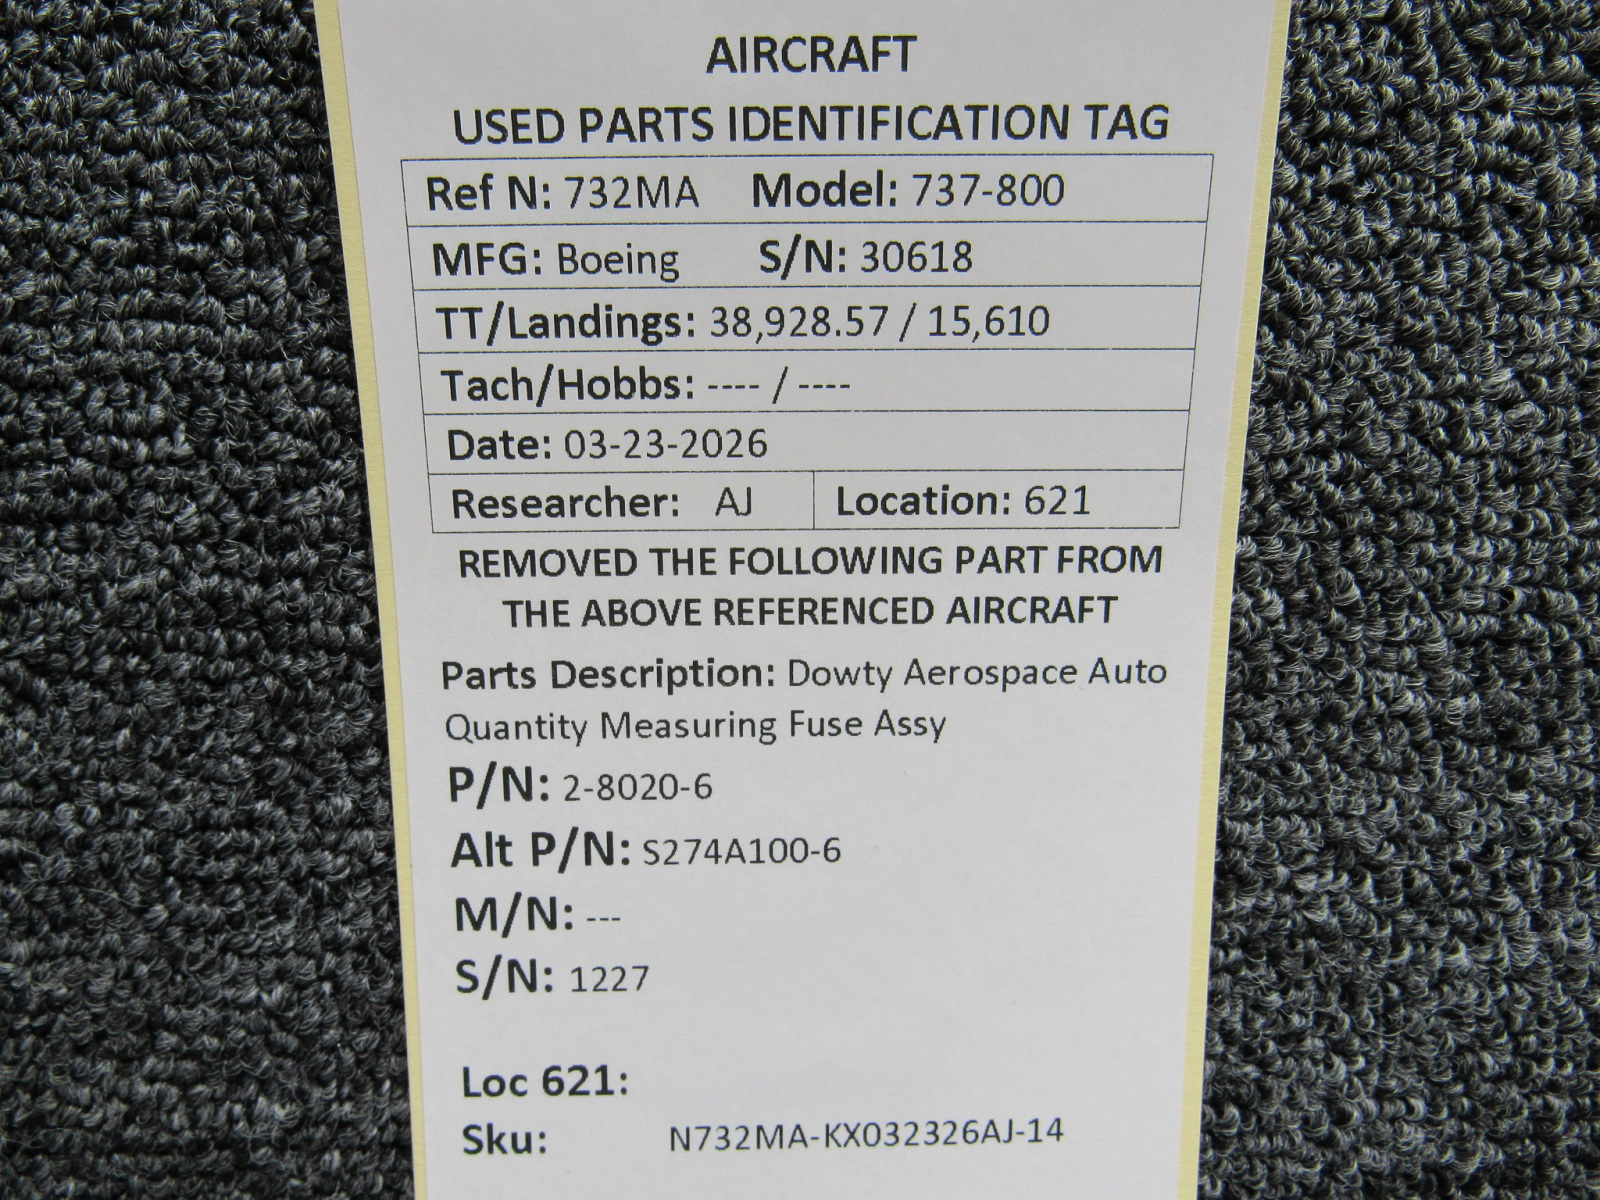 AIRCRAFT
USED PARTS IDENTIFICATION TAG
Ref N: 732MA Model: 737-800
MFG: Boeing S/N: 30618
TT/Landings: 38,928.57 / 15,610
Tach/Hobbs: ---- / ----
Date: 03-23-2026
Researcher: AJ Location: 621
REMOVED THE FOLLOWING PART FROM
THE ABOVE REFERENCED AIRCRAFT
Parts Description: Dowty Aerospace Auto
Quantity Measuring Fuse Assy
P/N: 2-8020-6
Alt P/N: S274A100-6
M/N: ---
S/N: 1227
Loc 621:
Sku: N732MA-KX032326AJ-14